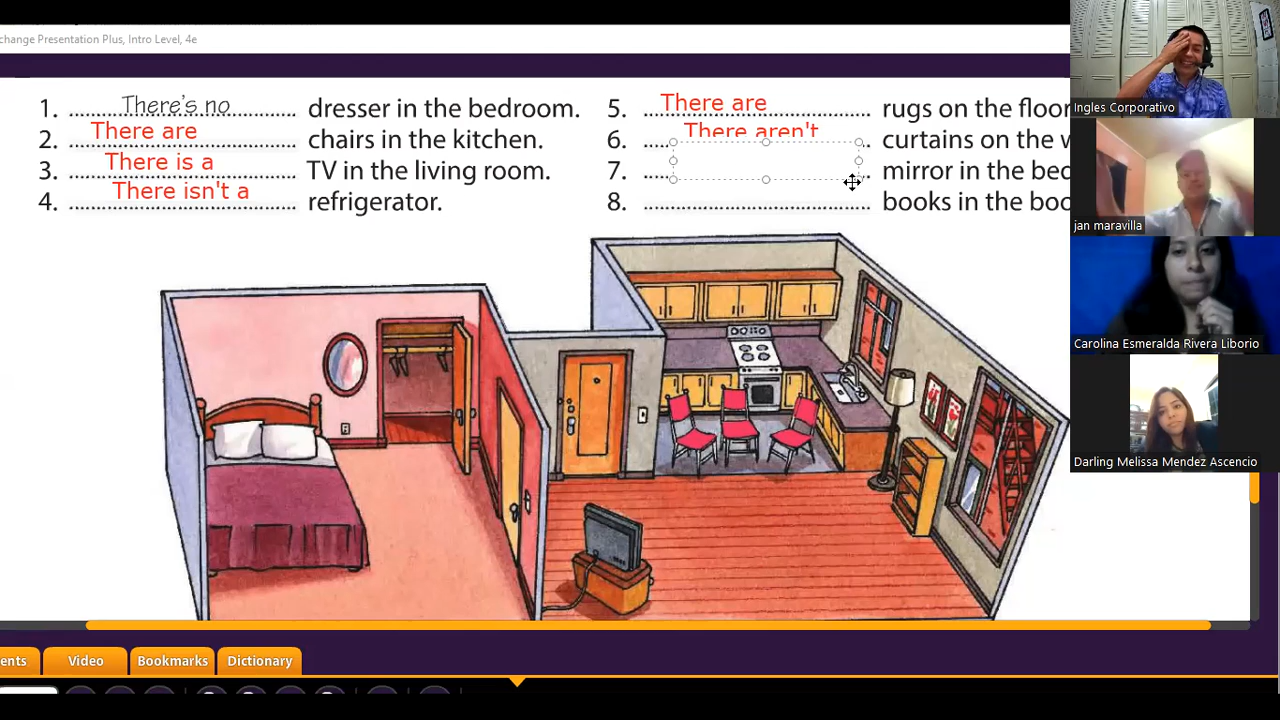 change Presentation Plus, Intro Level, 4e
1. There's no dresser in the bedroom.
2. There are chairs in the kitchen.
3. There is a TV in the living room.
4. There isn't a refrigerator.
5. There are rugs on the floor
6. There aren't curtains on the w
7. mirror in the bed
8. books in the boo
Ingles Corporativo
jan maravilla
Carolina Esmeralda Rivera Liborio
Darling Melissa Mendez Ascencio
ents
Video
Bookmarks
Dictionary